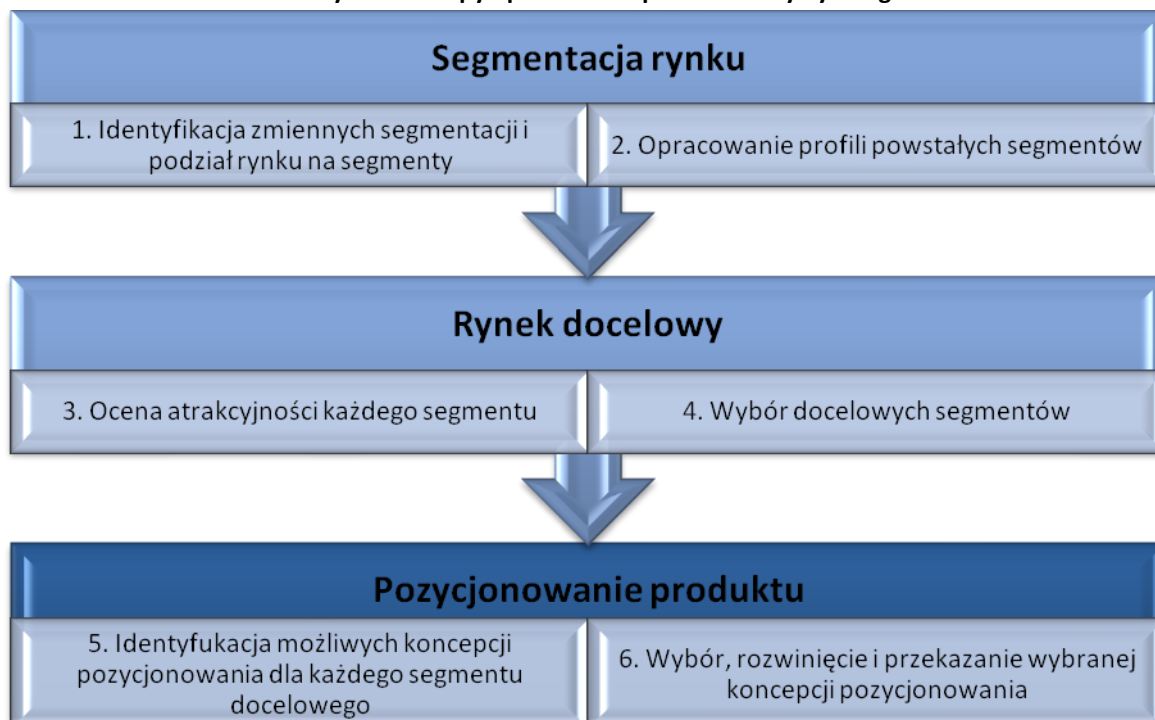 Segmentacja rynku
1. Identyfikacja zmiennych segmentacji i
podział rynku na segmenty
2. Opracowanie profili powstałych segmentów
Rynek docelowy
3. Ocena atrakcyjności każdego segmentu
4. Wybór docelowych segmentów
Pozycjonowanie produktu
5. Identyfukacja możliwych koncepcji
pozycjonowania dla każdego segmentu
docelowego
6. Wybór, rozwinięcie i przekazanie wybranej
koncepcji pozycjonowania